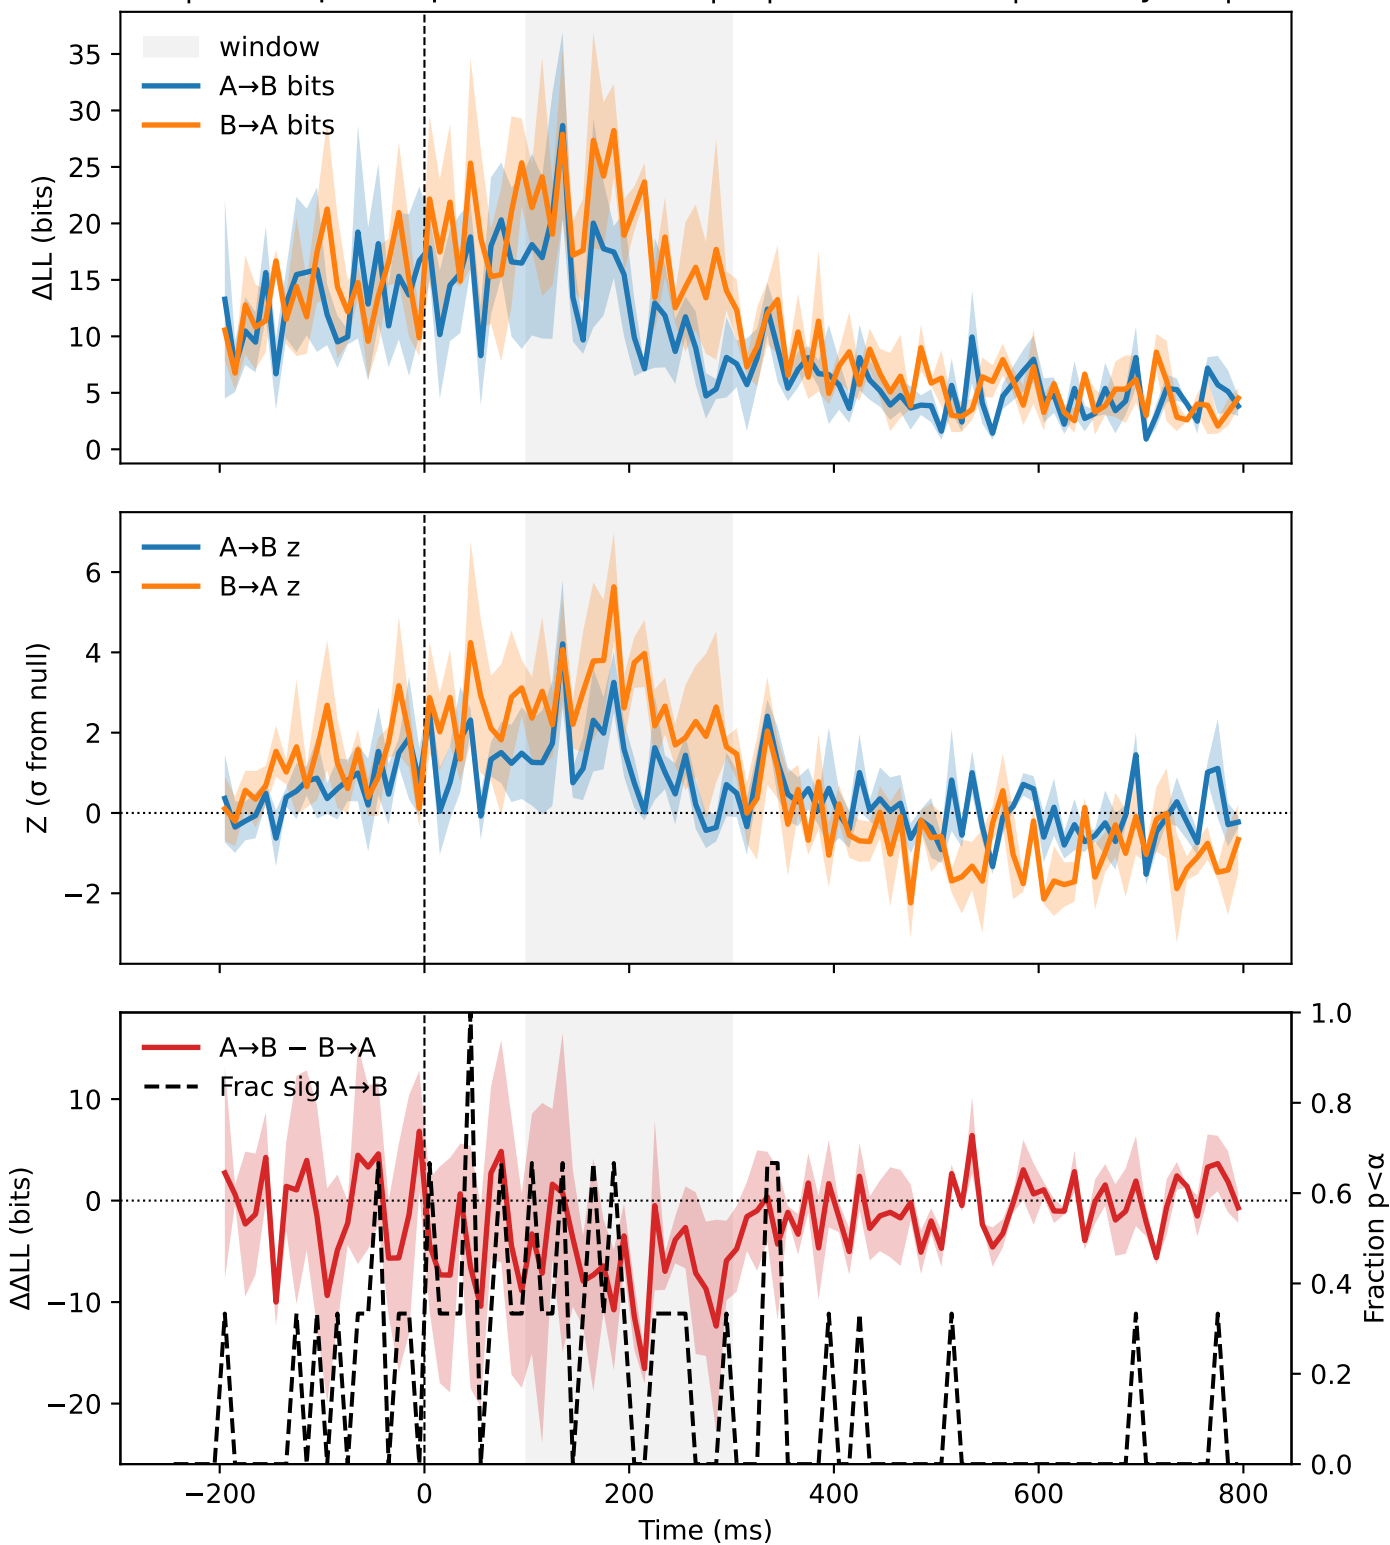 35
30
25
20
15
10
5
0
ΔLL (bits)
window
A→B bits
B→A bits
6
4
2
0
−2
Z (σ from null)
A→B z
B→A z
10
0
−10
−20
ΔΔLL (bits)
A→B − B→A
Frac sig A→B
1.0
0.8
0.6
0.4
0.2
0.0
Fraction p<α
−200 0 200 400 600 800
Time (ms)